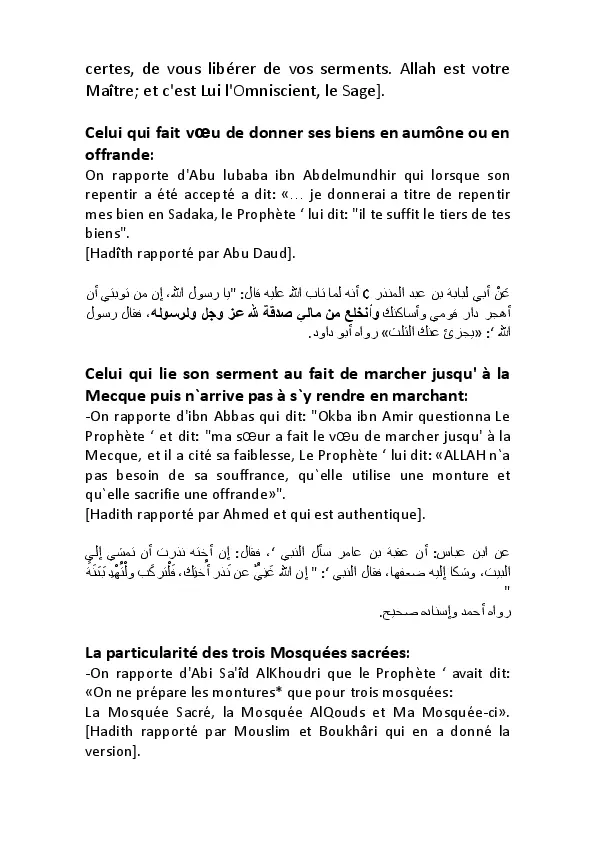 certes, de vous libérer de vos serments. Allah est votre
Maître; et c'est Lui l'Omniscient, le Sage].
Celui qui fait vœu de donner ses biens en aumône ou en
offrande:
On rapporte d'Abu lubaba ibn Abdelmundhir qui lorsque son
repentir a été accepté a dit: «… je donnerai a titre de repentir
mes bien en Sadaka, le Prophète ‘ lui dit: "il te suffit le tiers de tes
biens".
[Hadîth rapporté par Abu Daud].
عَنْ أبي لبابة بن عبد المنذر ¢ أنه لما تاب الله عليه قال: "يا رسول الله، إن من توبتي أن
أهجر دار قومي وأساكنك وأنخلع من مالي صدقة لله عز وجل ولرسوله، فقال رسول
الله ‘: «يجزئ عنك الثلث» رواه أبو داود.
Celui qui lie son serment au fait de marcher jusqu' à la
Mecque puis n`arrive pas à s`y rendre en marchant:
-On rapporte d'ibn Abbas qui dit: "Okba ibn Amir questionna Le
Prophète ‘ et dit: "ma sœur a fait le vœu de marcher jusqu' à la
Mecque, et il a cité sa faiblesse, Le Prophète ‘ lui dit: «ALLAH n`a
pas besoin de sa souffrance, qu`elle utilise une monture et
qu`elle sacrifie une offrande»".
[Hadith rapporté par Ahmed et qui est authentique].
عن ابن عباس: أن عقبة بن عامر سأل النبي ‘، فقال: إن أخته نذرت أن تمشي إلى
البيت، وشكا إليه ضعفها، فقال النبي ‘: " إن الله غَنِيٌّ عن نَذر أُختِك، فَلْتركَب ولْتُهْدِ بَدَنَةً
"
رواه أحمد وإسناده صحيح.
La particularité des trois Mosquées sacrées:
-On rapporte d'Abi Sa'îd AlKhoudri que le Prophète ‘ avait dit:
«On ne prépare les montures* que pour trois mosquées:
La Mosquée Sacré, la Mosquée AlQouds et Ma Mosquée-ci».
[Hadith rapporté par Mouslim et Boukhâri qui en a donné la
version].